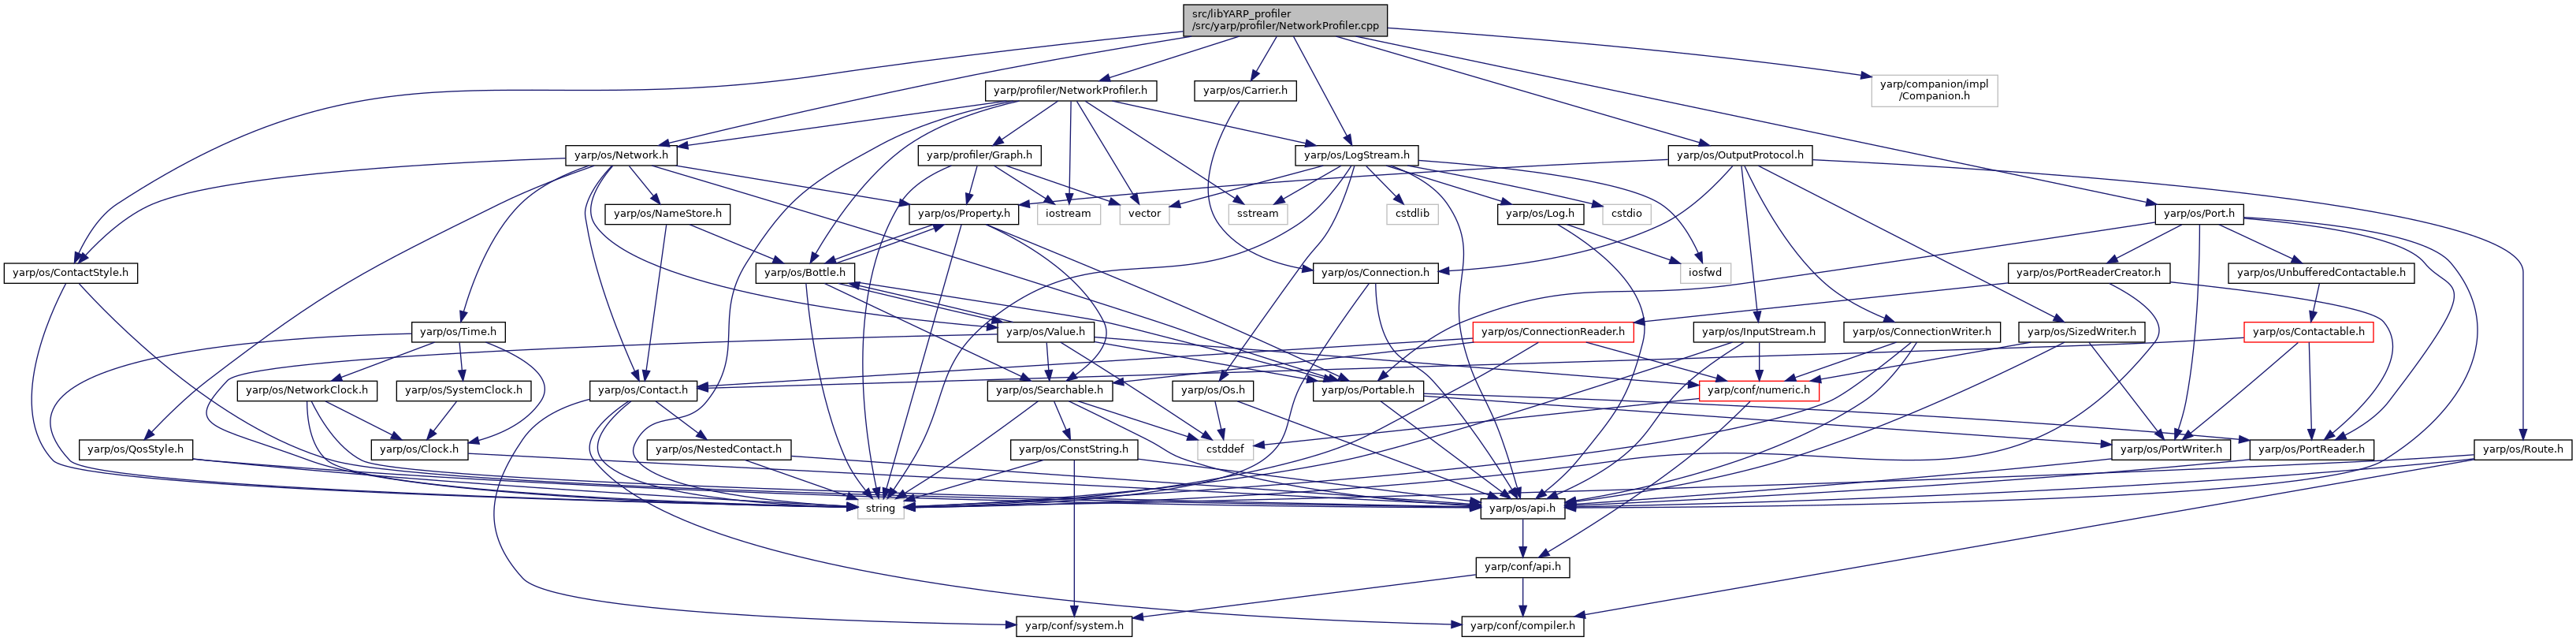 src/libYARP_profiler
/src/yarp/profiler/NetworkProfiler.cpp
yarp/profiler/NetworkProfiler.h
yarp/os/Carrier.h
yarp/companion/impl
/Companion.h
yarp/os/Network.h
yarp/profiler/Graph.h
yarp/os/LogStream.h
yarp/os/OutputProtocol.h
yarp/os/NameStore.h
yarp/os/Property.h
iostream
vector
sstream
cstdlib
yarp/os/Log.h
cstdio
yarp/os/Port.h
yarp/os/ContactStyle.h
yarp/os/Bottle.h
yarp/os/Connection.h
iosfwd
yarp/os/PortReaderCreator.h
yarp/os/UnbufferedContactable.h
yarp/os/Time.h
yarp/os/Value.h
yarp/os/ConnectionReader.h
yarp/os/InputStream.h
yarp/os/ConnectionWriter.h
yarp/os/SizedWriter.h
yarp/os/Contactable.h
yarp/os/NetworkClock.h
yarp/os/SystemClock.h
yarp/os/Contact.h
yarp/os/Searchable.h
yarp/os/Os.h
yarp/os/Portable.h
yarp/conf/numeric.h
yarp/os/QosStyle.h
yarp/os/Clock.h
yarp/os/NestedContact.h
yarp/os/ConstString.h
cstddef
yarp/os/PortWriter.h
yarp/os/PortReader.h
yarp/os/Route.h
string
yarp/os/api.h
yarp/conf/api.h
yarp/conf/system.h
yarp/conf/compiler.h